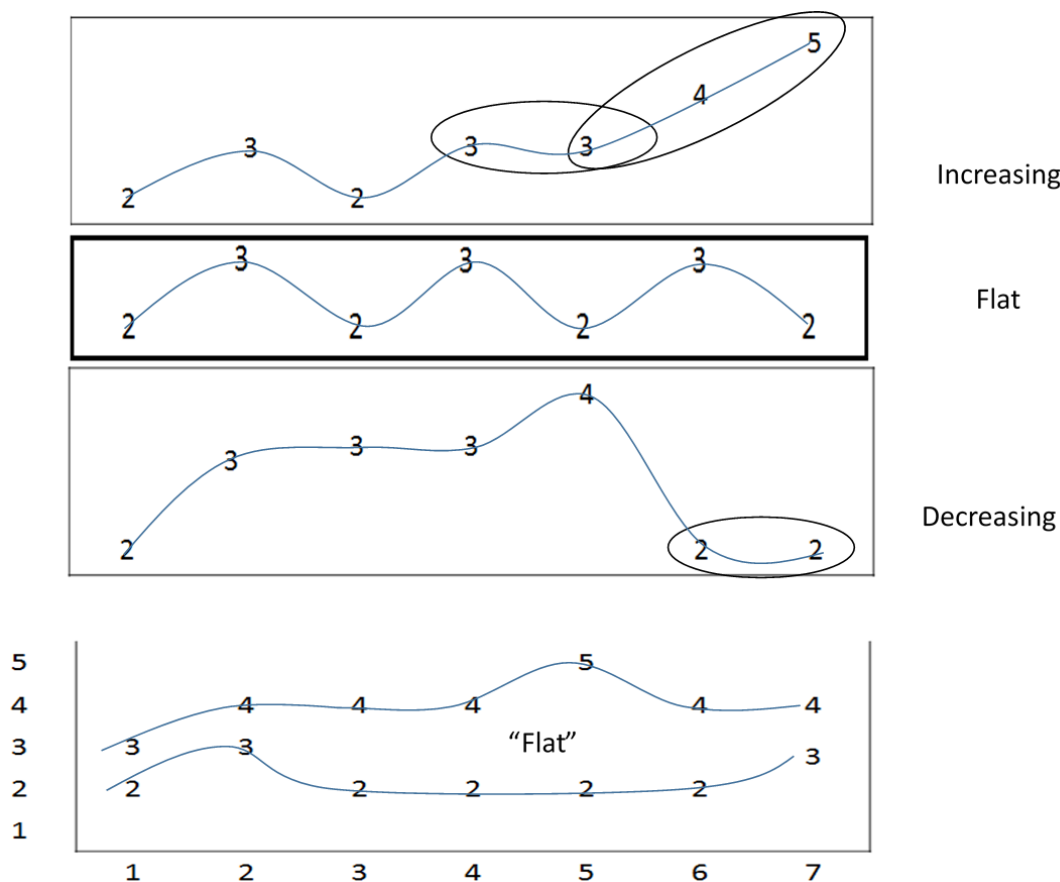 5
4
3 3 3
2 2
Increasing
3 3 3
2 2 2 2
Flat
4
3 3 3
2 2 2
Decreasing
5 5
4 4 4 4 4 4
3 3 3 “Flat” 3
2 2 2 2 2 2
1
1 2 3 4 5 6 7